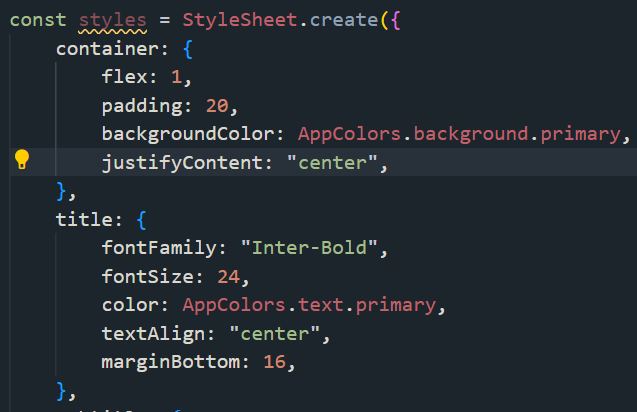 const styles = StyleSheet.create({
    container: {
        flex: 1,
        padding: 20,
        backgroundColor: AppColors.background.primary,
        justifyContent: "center",
    },
    title: {
        fontFamily: "Inter-Bold",
        fontSize: 24,
        color: AppColors.text.primary,
        textAlign: "center",
        marginBottom: 16,
    },